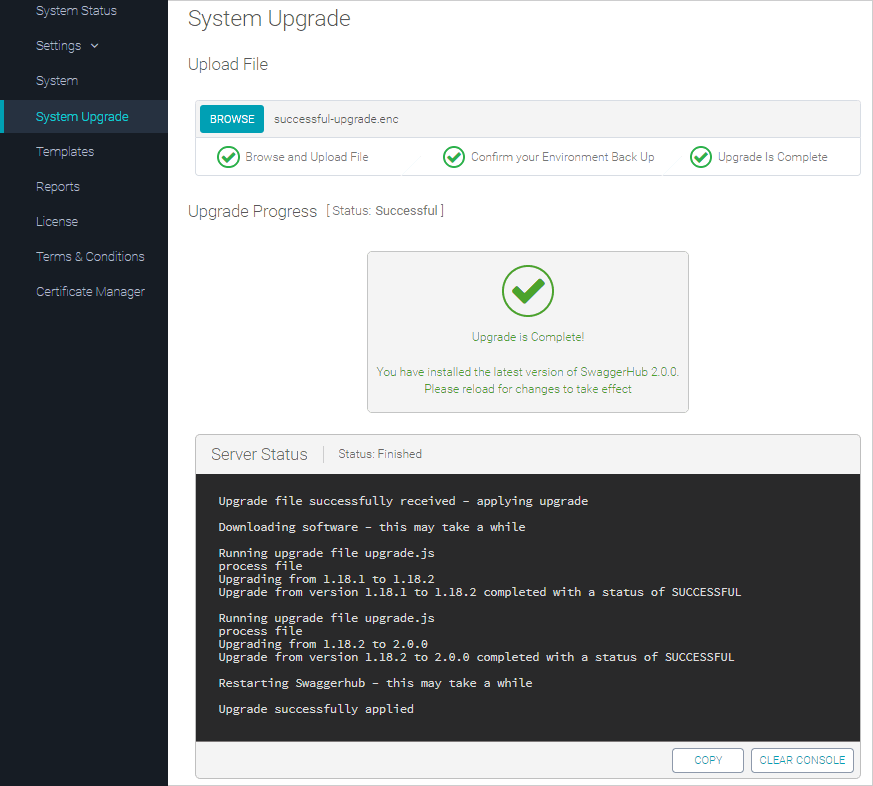 System Status
Settings
System
System Upgrade
Templates
Reports
License
Terms & Conditions
Certificate Manager
System Upgrade
Upload File
BROWSE successful-upgrade.enc
Browse and Upload File Confirm your Environment Back Up Upgrade Is Complete
Upgrade Progress [ Status: Successful ]
Upgrade is Complete!
You have installed the latest version of SwaggerHub 2.0.0.
Please reload for changes to take effect
Server Status Status: Finished
Upgrade file successfully received – applying upgrade
Downloading software – this may take a while
Running upgrade file upgrade.js
process file
Upgrading from 1.18.1 to 1.18.2
Upgrade from version 1.18.1 to 1.18.2 completed with a status of SUCCESSFUL
Running upgrade file upgrade.js
process file
Upgrading from 1.18.2 to 2.0.0
Upgrade from version 1.18.2 to 2.0.0 completed with a status of SUCCESSFUL
Restarting Swaggerhub – this may take a while
Upgrade successfully applied
COPY CLEAR CONSOLE